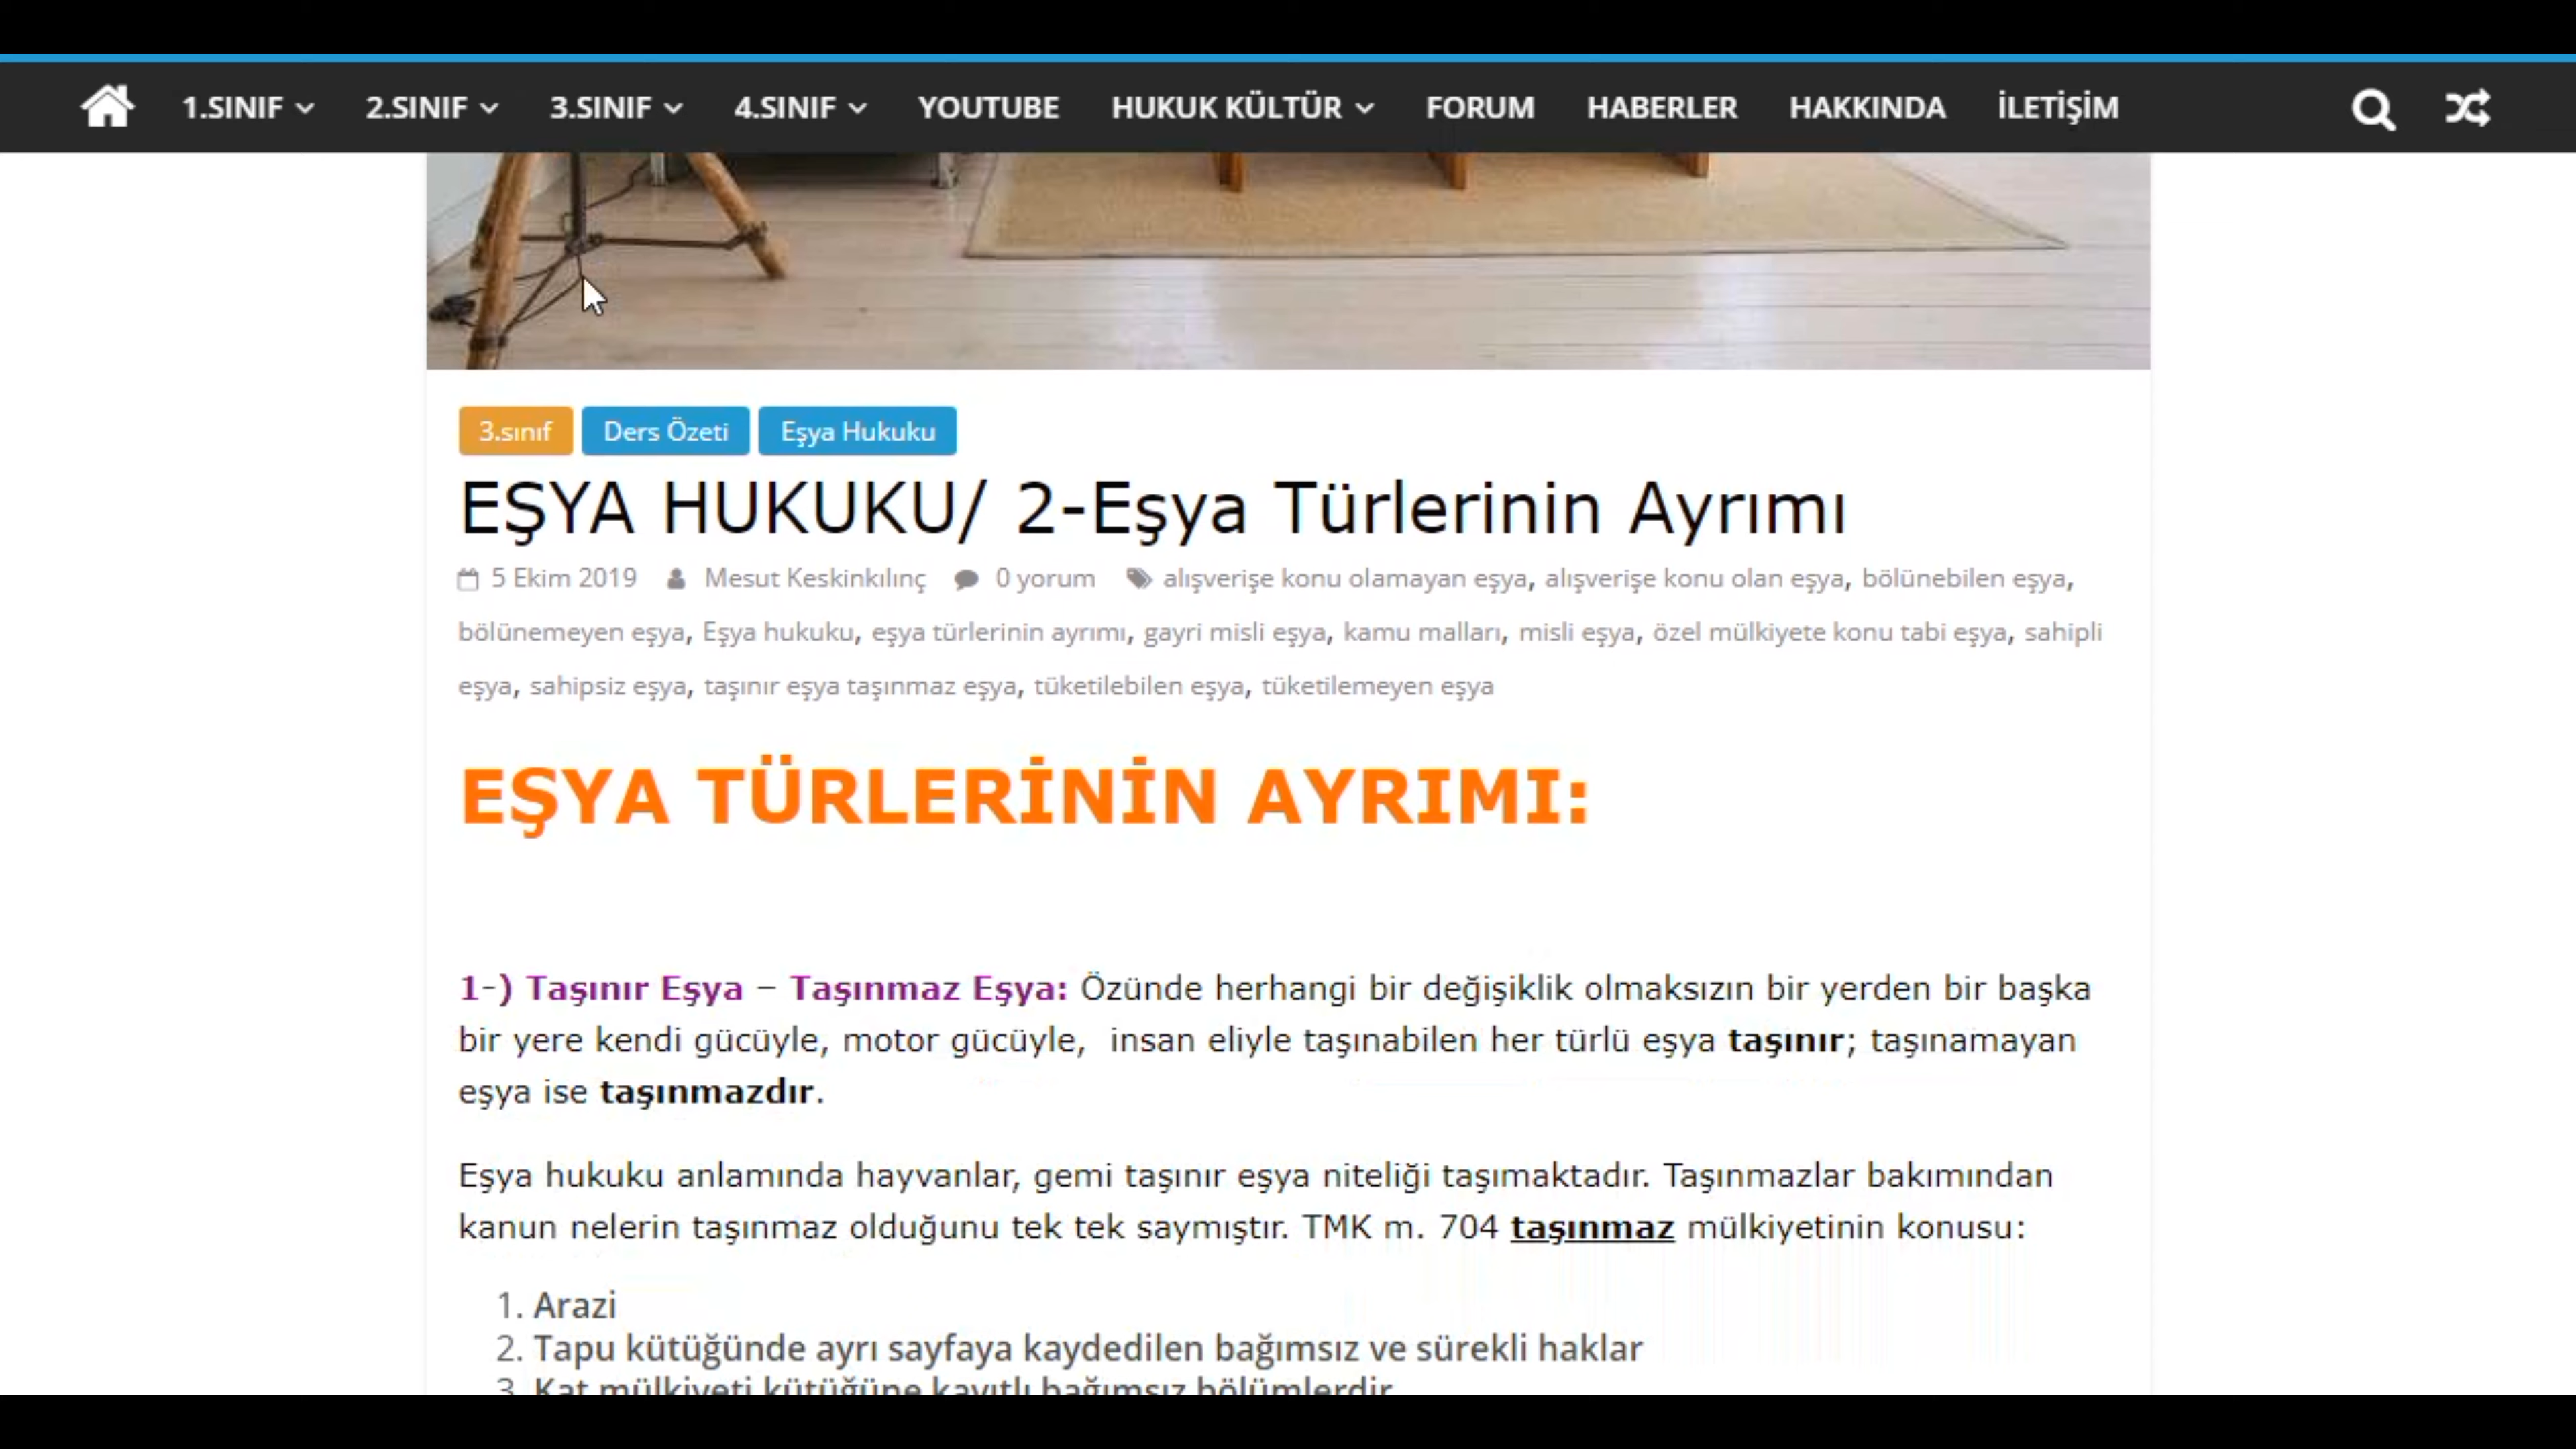 1.SINIF 2.SINIF 3.SINIF 4.SINIF YOUTUBE HUKUK KÜLTÜR FORUM HABERLER HAKKINDA İLETİŞİM
3.sınıf Ders Özeti Eşya Hukuku
EŞYA HUKUKU/ 2-Eşya Türlerinin Ayrımı
5 Ekim 2019 Mesut Keskinkılınç 0 yorum alışverişe konu olamayan eşya, alışverişe konu olan eşya, bölünebilen eşya,
bölünemeyen eşya, Eşya hukuku, eşya türlerinin ayrımı, gayri misli eşya, kamu malları, misli eşya, özel mülkiyete konu tabi eşya, sahipli
eşya, sahipsiz eşya, taşınır eşya taşınmaz eşya, tüketilebilen eşya, tüketilemeyen eşya
EŞYA TÜRLERİNİN AYRIMI:
1-) Taşınır Eşya – Taşınmaz Eşya: Özünde herhangi bir değişiklik olmaksızın bir yerden bir başka
bir yere kendi gücüyle, motor gücüyle, insan eliyle taşınabilen her türlü eşya taşınır; taşınamayan
eşya ise taşınmazdır.
Eşya hukuku anlamında hayvanlar, gemi taşınır eşya niteliği taşımaktadır. Taşınmazlar bakımından
kanun nelerin taşınmaz olduğunu tek tek saymıştır. TMK m. 704 taşınmaz mülkiyetinin konusu:
1. Arazi
2. Tapu kütüğünde ayrı sayfaya kaydedilen bağımsız ve sürekli haklar
3. Kat mülkiyeti kütüğüne kayıtlı bağımsız bölümlerdir